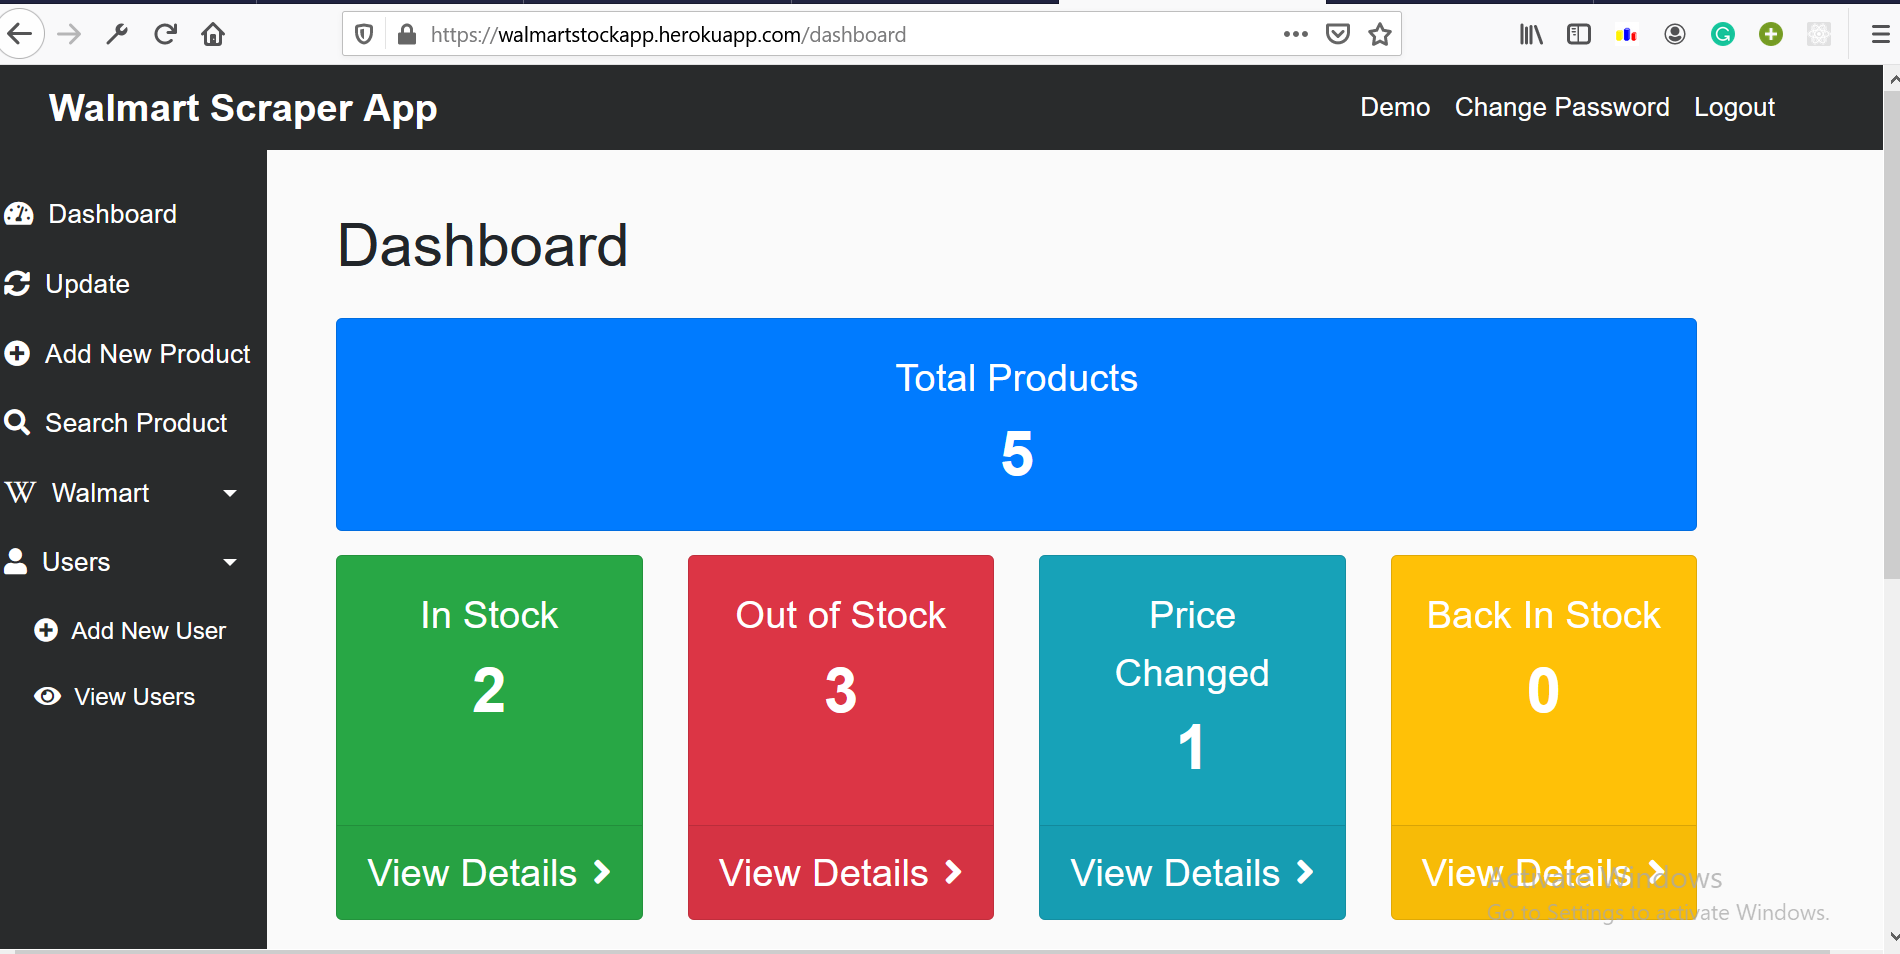 https://walmartstockapp.herokuapp.com/dashboard
Walmart Scraper App
Demo Change Password Logout
Dashboard
Update
Add New Product
Search Product
W Walmart
Users
Add New User
View Users
Dashboard
Total Products
5
In Stock
2
View Details
Out of Stock
3
View Details
Price
Changed
1
View Details
Back In Stock
0
View Details
Activate Windows
Go to Settings to activate Windows.